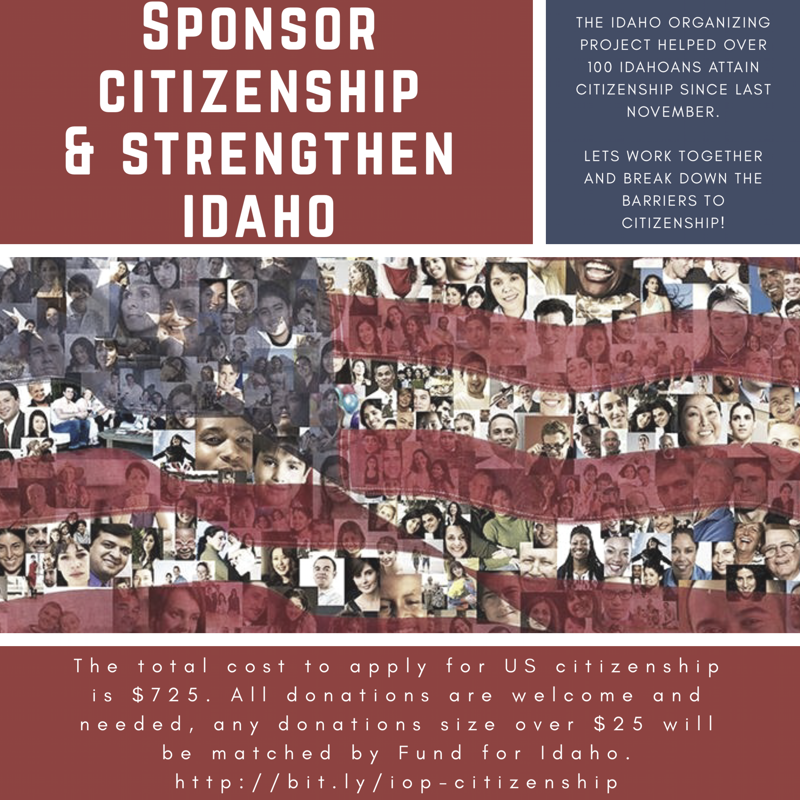 SPONSOR
CITIZENSHIP
& STRENGTHEN
IDAHO
THE IDAHO ORGANIZING
PROJECT HELPED OVER
100 IDAHOANS ATTAIN
CITIZENSHIP SINCE LAST
NOVEMBER.
LETS WORK TOGETHER
AND BREAK DOWN THE
BARRIERS TO
CITIZENSHIP!
The total cost to apply for US citizenship
is $725. All donations are welcome and
needed, any donations size over $25 will
be matched by Fund for Idaho.
http://bit.ly/iop-citizenship